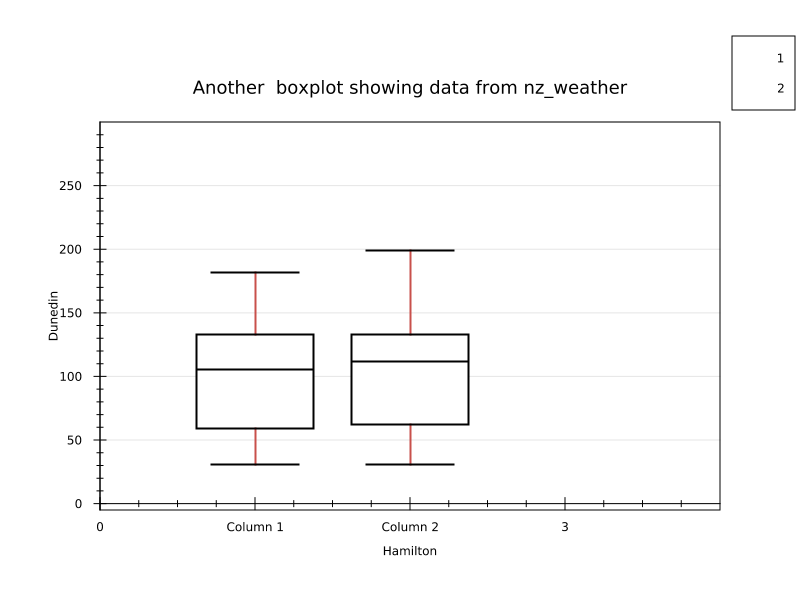 1
2
Another  boxplot showing data from nz_weather
250
200
150
100
50
0
Dunedin
0 Column 1 Column 2 3
Hamilton